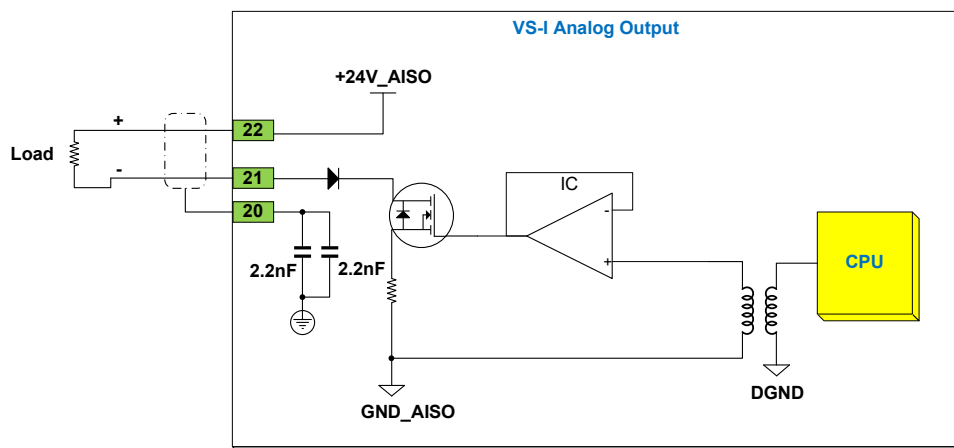 VS-I Analog Output
+24V_AISO
+
22
Load
-
21
IC
-
20
+
CPU
2.2nF
2.2nF
DGND
GND_AISO